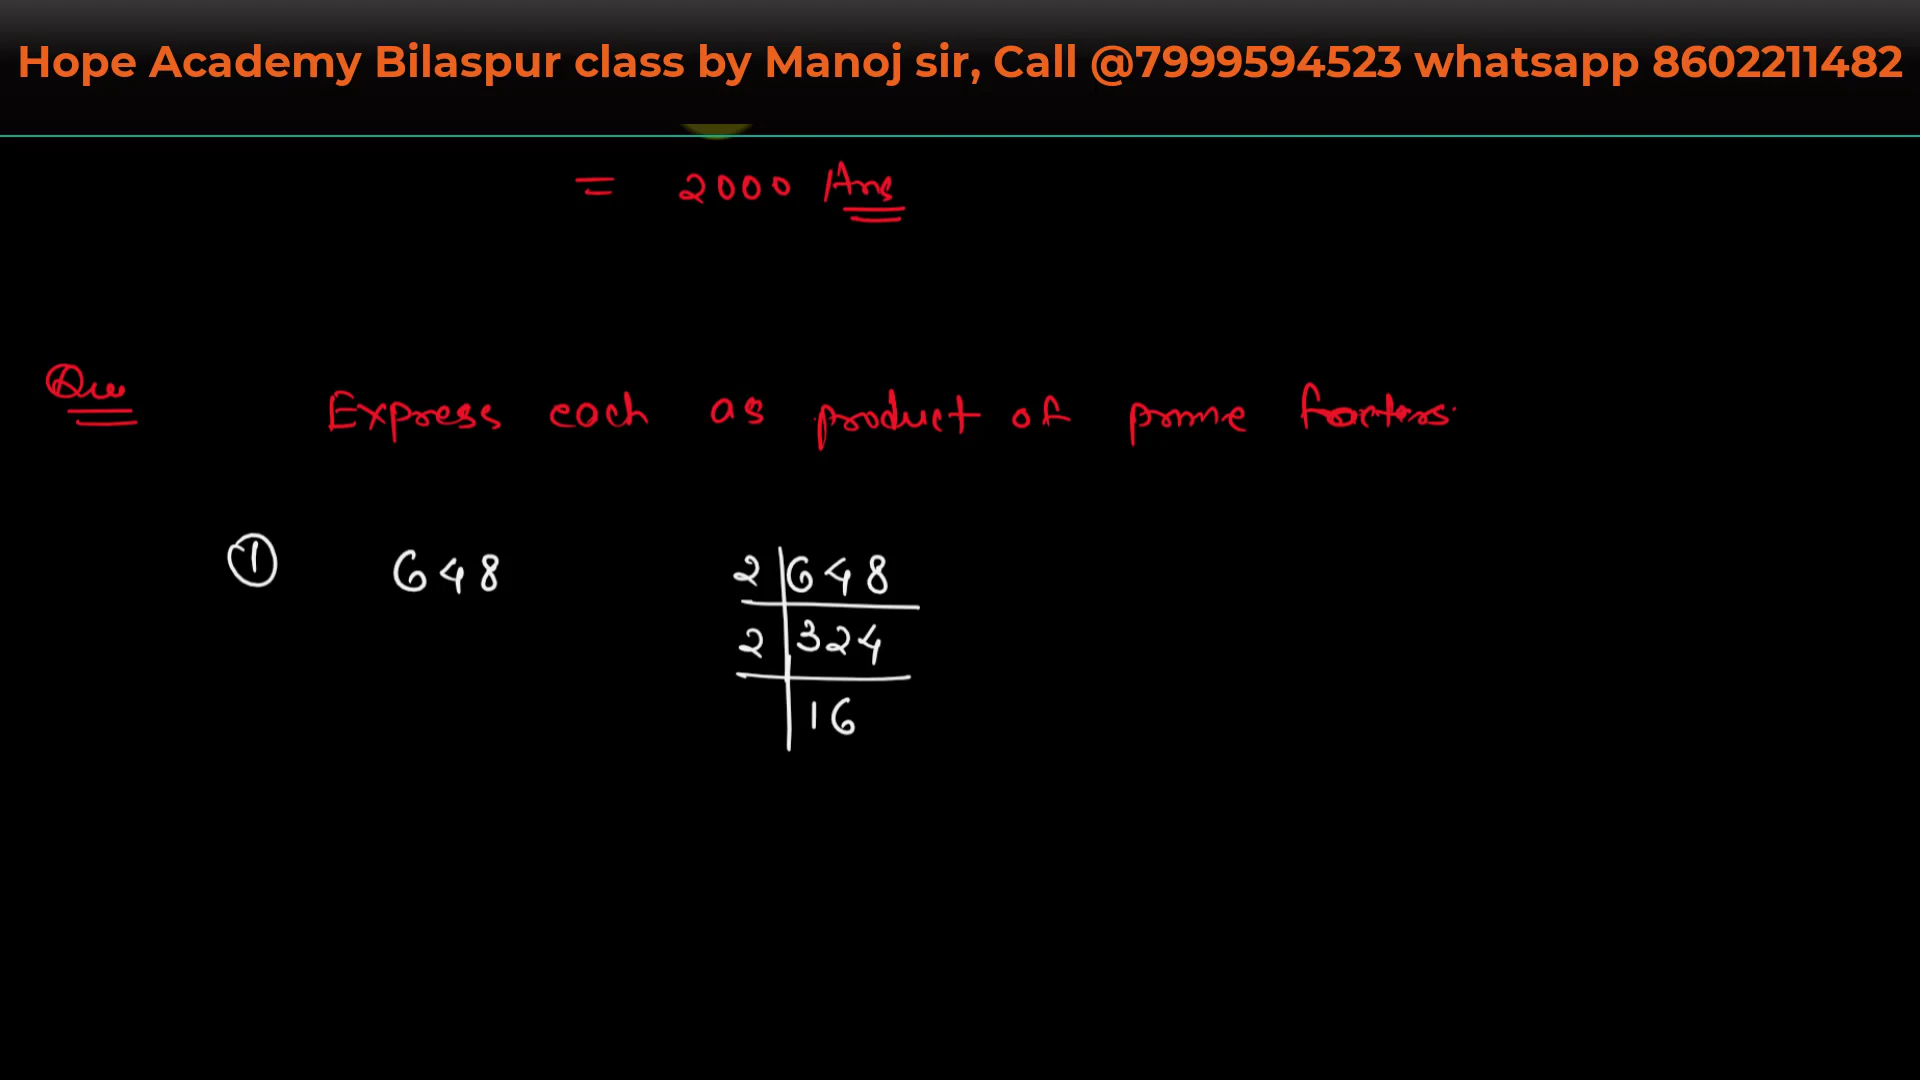 Hope Academy Bilaspur class by Manoj sir, Call @7999594523 whatsapp 8602211482
= 2000 Ans
Que Express each as product of prime factors.
① 648 2 | 648
2 | 324
16